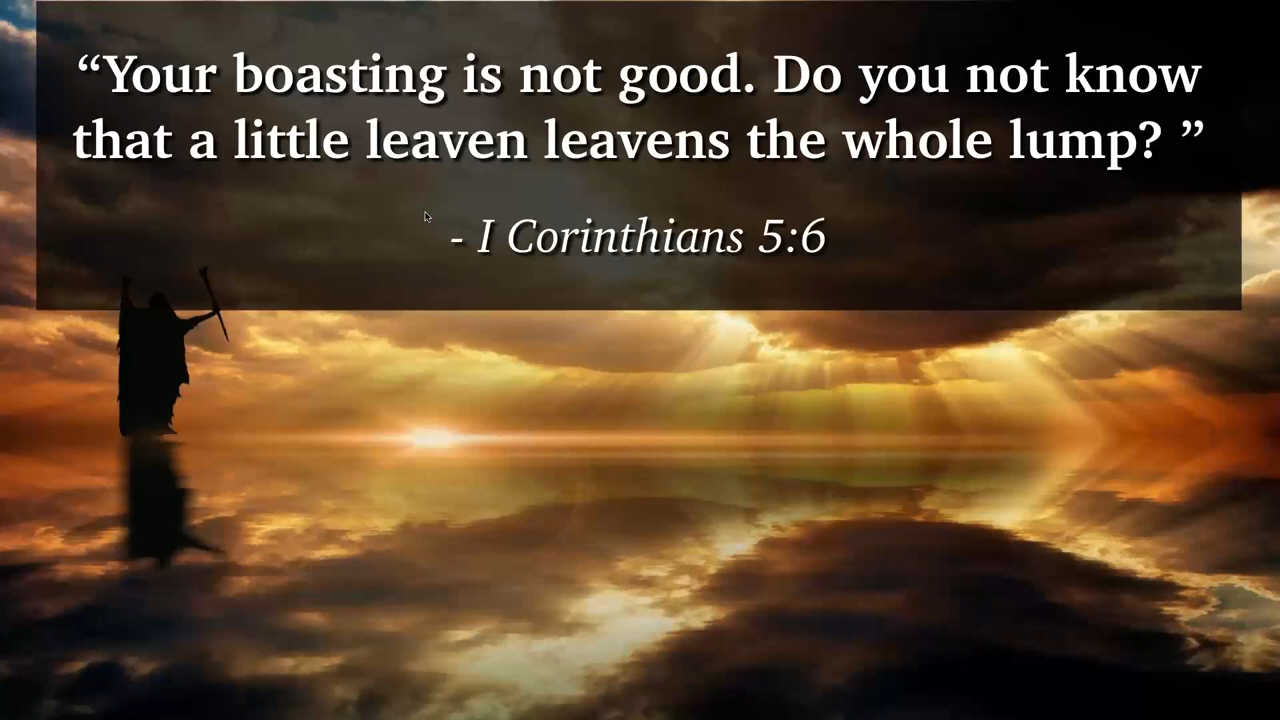 “Your boasting is not good. Do you not know
that a little leaven leavens the whole lump? ”
- I Corinthians 5:6